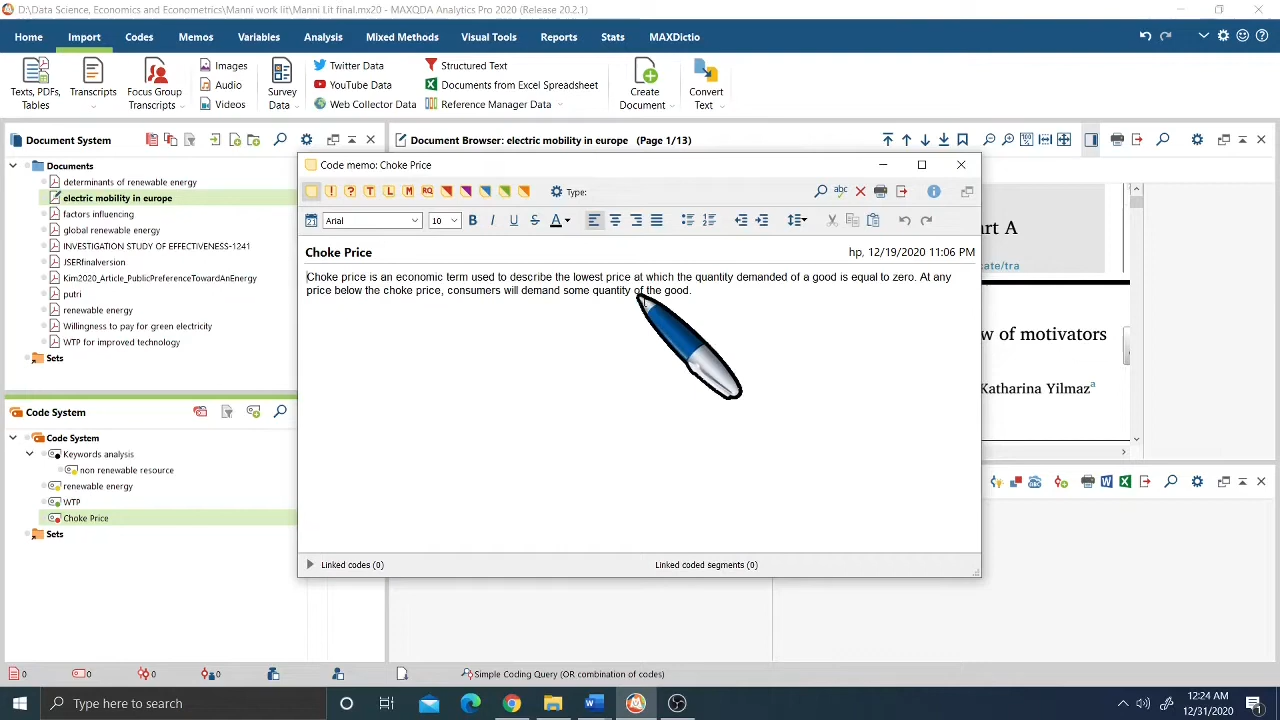 D:\Data Science, Economics and Econometrics\Manni work lit\Manni Lit final.mx20 - MAXQDA Analytics Pro 2020 (Release 20.2.1)
Home Import Codes Memos Variables Analysis Mixed Methods Visual Tools Reports Stats MAXDictio
Texts, PDFs, Tables
Transcripts
Focus Group Transcripts
Images
Audio
Videos
Survey Data
Twitter Data
YouTube Data
Web Collector Data
Structured Text
Documents from Excel Spreadsheet
Reference Manager Data
Create Document
Convert Text
Document System
Documents
determinants of renewable energy
electric mobility in europe
factors influencing
global renewable energy
INVESTIGATION STUDY OF EFFECTIVENESS-1241
JSERfinalversion
Kim2020_Article_PublicPreferenceTowardAnEnergy
putri
renewable energy
Willingness to pay for green electricity
WTP for improved technology
Sets
Code System
Code System
Keywords analysis
non renewable resource
renewable energy
WTP
Choke Price
Sets
Document Browser: electric mobility in europe (Page 1/13)
Code memo: Choke Price
Type:
Arial 10 B I U S A
Choke Price hp, 12/19/2020 11:06 PM
Choke price is an economic term used to describe the lowest price at which the quantity demanded of a good is equal to zero. At any
price below the choke price, consumers will demand some quantity of the good.
Linked codes (0) Linked coded segments (0)
art A
cate/tra
w of motivators
Katharina Yilmaz a
0 0 0 0
Simple Coding Query (OR combination of codes)
Type here to search
12:24 AM
12/31/2020